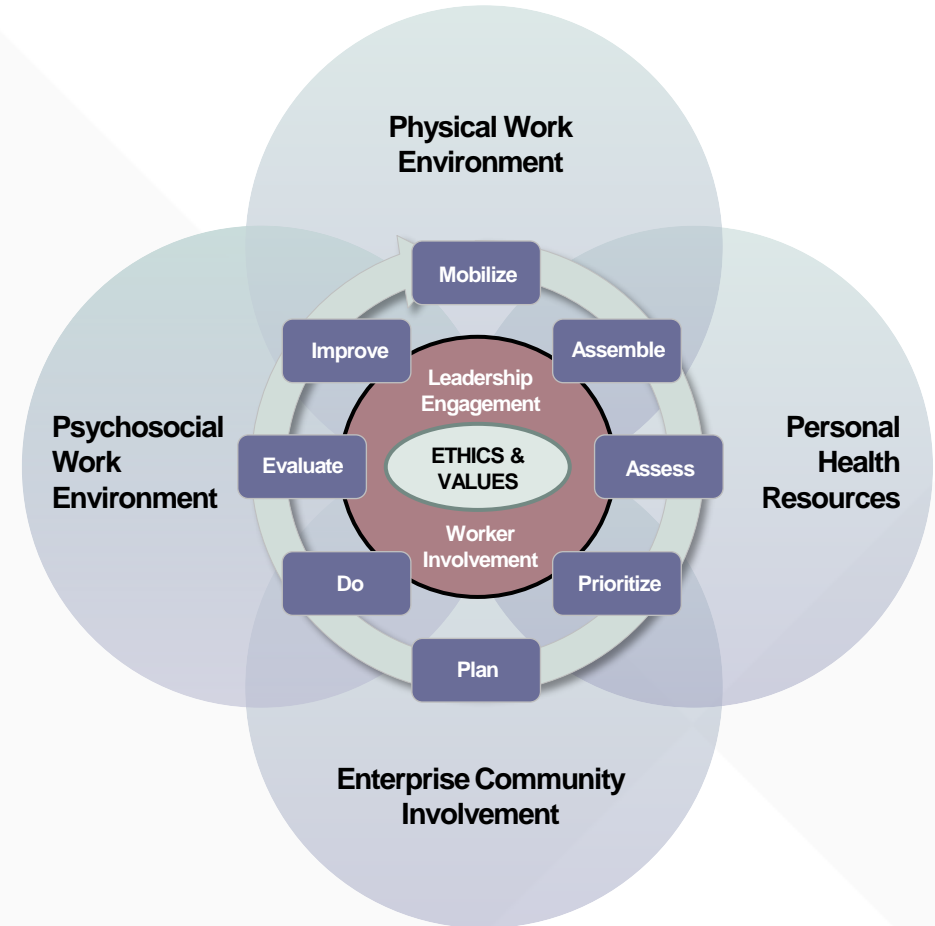 Physical Work
Environment
Mobilize
Improve
Assemble
Leadership
Engagement
Psychosocial
Work
Environment
Evaluate
ETHICS &
VALUES
Assess
Personal
Health
Resources
Worker
Involvement
Do
Prioritize
Plan
Enterprise Community
Involvement